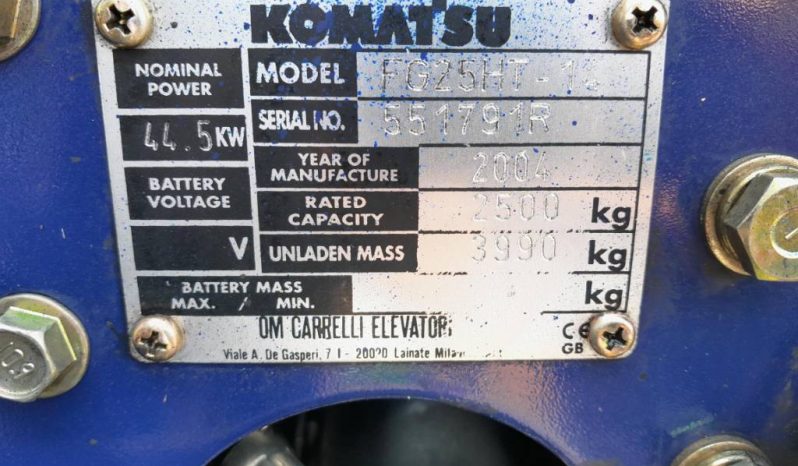 KOMATSU
NOMINAL POWER
MODEL FG25HT-16
44.5 KW
SERIAL NO. 551791R
BATTERY VOLTAGE
YEAR OF MANUFACTURE 2004
RATED CAPACITY 2500 kg
V
UNLADEN MASS 3990 kg
BATTERY MASS
MAX. / MIN. kg
OM CARRELLI ELEVATORI
CE
Viale A. De Gasperi, 7 I - 20020 Lainate
GB
10.9